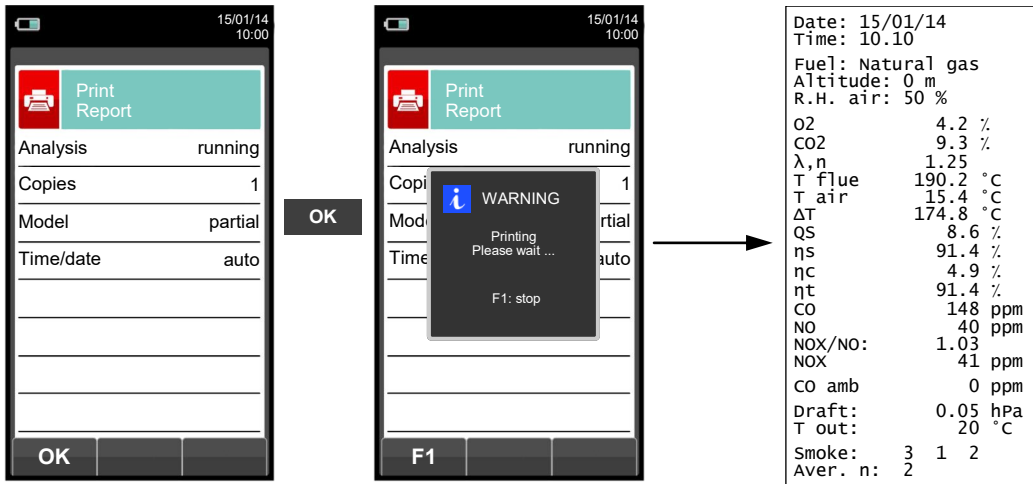 15/01/14
10:00
Print
Report
Analysis running
Copies 1
Model partial
Time/date auto
OK
OK
15/01/14
10:00
Print
Report
Analysis running
Copi 1
Mod rtial
Time auto
i WARNING
Printing
Please wait ...
F1: stop
F1
Date: 15/01/14
Time: 10.10
Fuel: Natural gas
Altitude: 0 m
R.H. air: 50 %
O2 4.2 %
CO2 9.3 %
λ,n 1.25
T flue 190.2 °C
T air 15.4 °C
ΔT 174.8 °C
QS 8.6 %
ηs 91.4 %
ηc 4.9 %
ηt 91.4 %
CO 148 ppm
NO 40 ppm
NOX/NO: 1.03
NOX 41 ppm
CO amb 0 ppm
Draft: 0.05 hPa
T out: 20 °C
Smoke: 3 1 2
Aver. n: 2